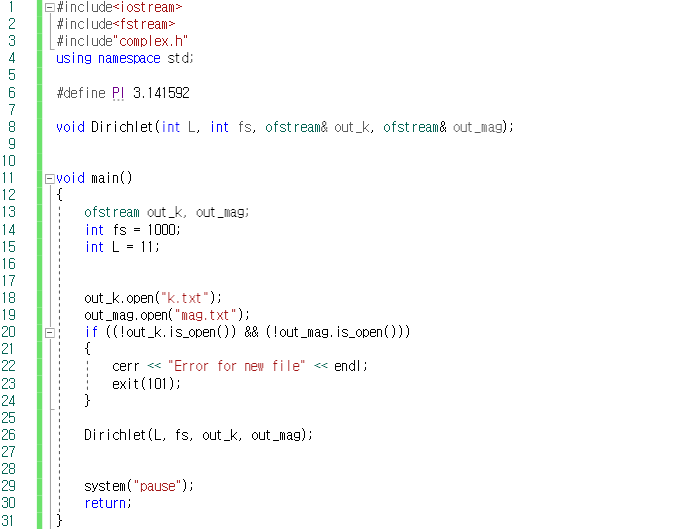 1 #include<iostream>
2 #include<fstream>
3 #include"complex.h"
4 using namespace std;
5
6 #define PI 3.141592
7
8 void Dirichlet(int L, int fs, ofstream& out_k, ofstream& out_mag);
9
10
11 void main()
12 {
13 ofstream out_k, out_mag;
14 int fs = 1000;
15 int L = 11;
16
17
18 out_k.open("k.txt");
19 out_mag.open("mag.txt");
20 if ((!out_k.is_open()) && (!out_mag.is_open()))
21 {
22 cerr << "Error for new file" << endl;
23 exit(101);
24 }
25
26 Dirichlet(L, fs, out_k, out_mag);
27
28
29 system("pause");
30 return;
31 }